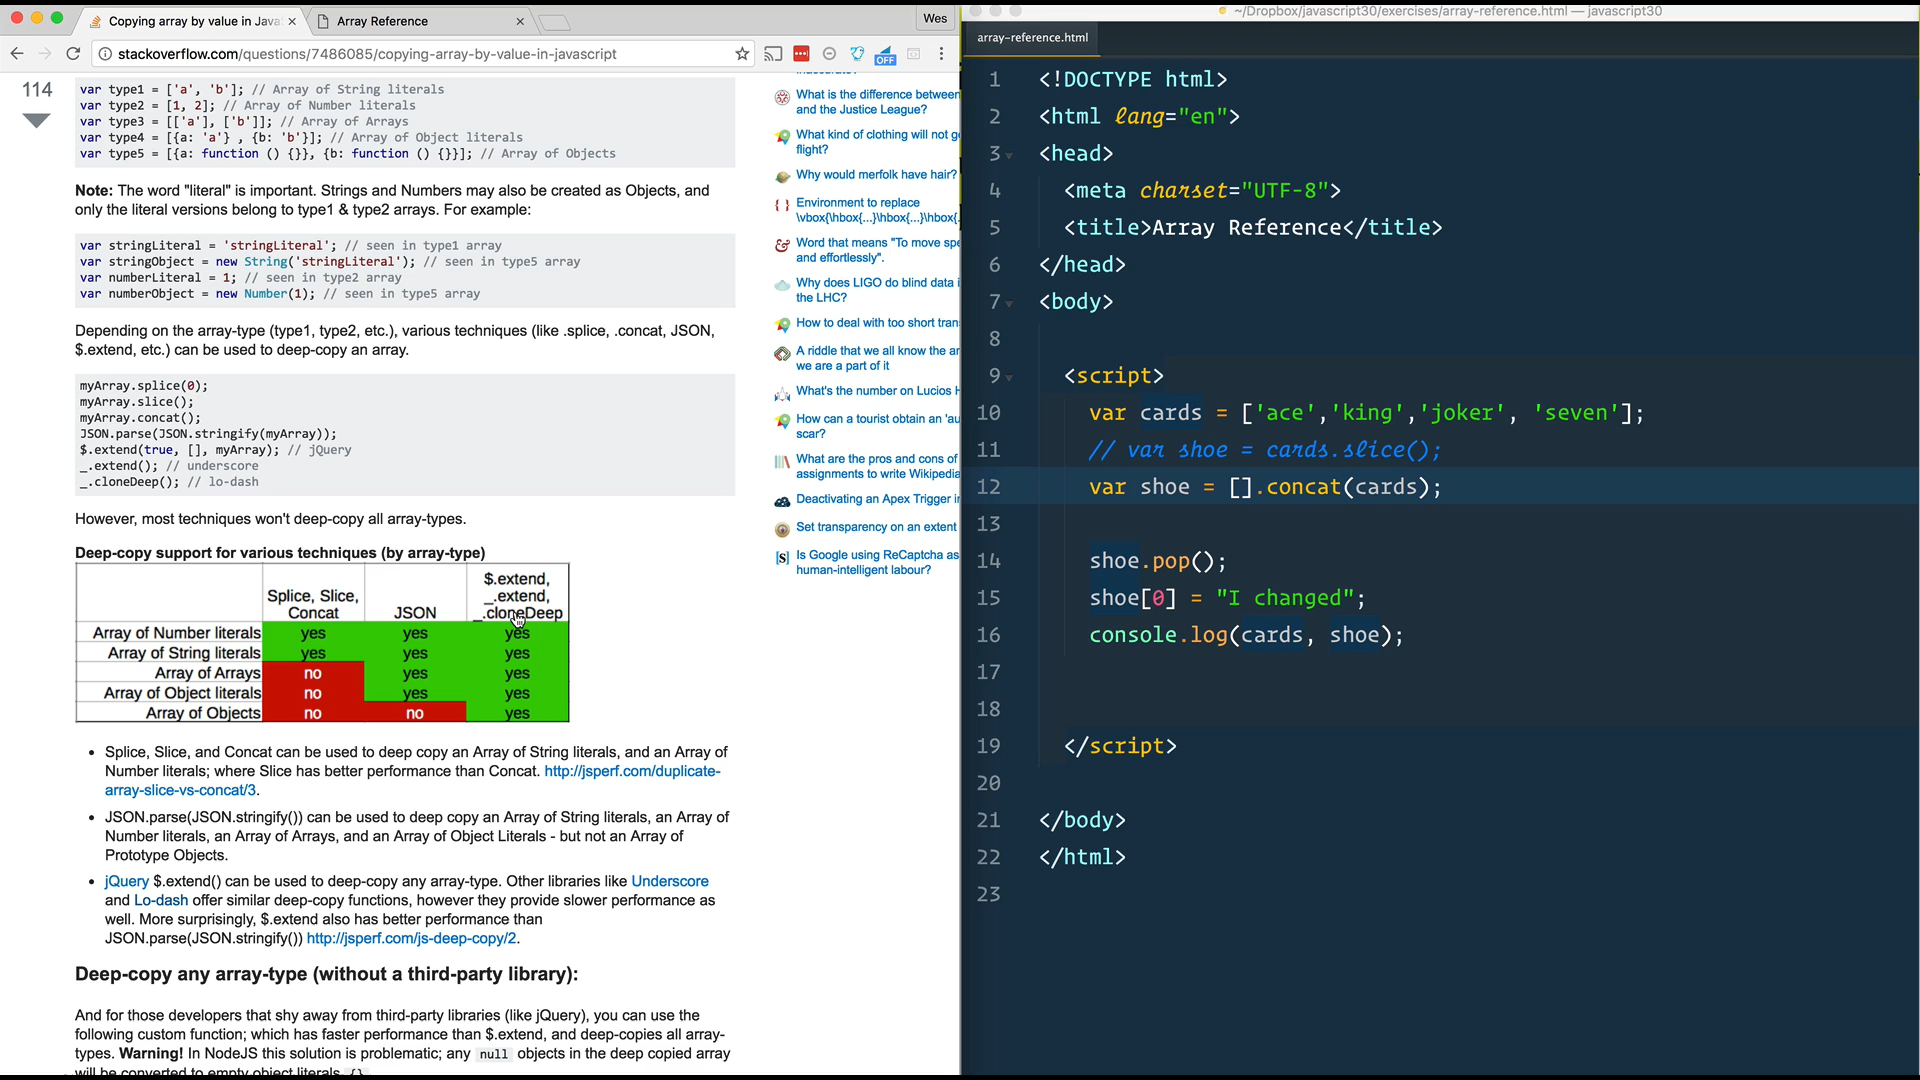 Copying array by value in Java
Array Reference
Wes
~/Dropbox/javascript30/exercises/array-reference.html — javascript30
stackoverflow.com/questions/7486085/copying-array-by-value-in-javascript
OFF
array-reference.html
114
var type1 = ['a', 'b']; // Array of String literals
var type2 = [1, 2]; // Array of Number literals
var type3 = [['a'], ['b']]; // Array of Arrays
var type4 = [{a: 'a'} , {b: 'b'}]; // Array of Object literals
var type5 = [{a: function () {}}, {b: function () {}}]; // Array of Objects
Note: The word "literal" is important. Strings and Numbers may also be created as Objects, and
only the literal versions belong to type1 & type2 arrays. For example:
var stringLiteral = 'stringLiteral'; // seen in type1 array
var stringObject = new String('stringLiteral'); // seen in type5 array
var numberLiteral = 1; // seen in type2 array
var numberObject = new Number(1); // seen in type5 array
Depending on the array-type (type1, type2, etc.), various techniques (like .splice, .concat, JSON,
$.extend, etc.) can be used to deep-copy an array.
myArray.splice(0);
myArray.slice();
myArray.concat();
JSON.parse(JSON.stringify(myArray));
$.extend(true, [], myArray); // jQuery
_.extend(); // underscore
_.cloneDeep(); // lo-dash
However, most techniques won't deep-copy all array-types.
Deep-copy support for various techniques (by array-type)
Splice, Slice, Concat JSON $.extend, _.extend, _.cloneDeep
Array of Number literals yes yes yes
Array of String literals yes yes yes
Array of Arrays no yes yes
Array of Object literals no yes yes
Array of Objects no no yes
• Splice, Slice, and Concat can be used to deep copy an Array of String literals, and an Array of
Number literals; where Slice has better performance than Concat. http://jsperf.com/duplicate-
array-slice-vs-concat/3.
• JSON.parse(JSON.stringify()) can be used to deep copy an Array of String literals, an Array of
Number literals, an Array of Arrays, and an Array of Object Literals - but not an Array of
Prototype Objects.
• jQuery $.extend() can be used to deep-copy any array-type. Other libraries like Underscore
and Lo-dash offer similar deep-copy functions, however they provide slower performance as
well. More surprisingly, $.extend also has better performance than
JSON.parse(JSON.stringify()) http://jsperf.com/js-deep-copy/2.
Deep-copy any array-type (without a third-party library):
And for those developers that shy away from third-party libraries (like jQuery), you can use the
following custom function; which has faster performance than $.extend, and deep-copies all array-
types. Warning! In NodeJS this solution is problematic; any null objects in the deep copied array
will be converted to empty object literals {}
What is the difference between
and the Justice League?
What kind of clothing will not
flight?
Why would merfolk have hair?
Environment to replace
\vbox{\hbox{...}\hbox{...}\hbox{
Word that means "To move
and effortlessly".
Why does LIGO do blind data
the LHC?
How to deal with too short
A riddle that we all know the
we are a part of it
What's the number on Lucios
How can a tourist obtain an
scar?
What are the pros and cons of
assignments to write Wikipedia
Deactivating an Apex Trigger
Set transparency on an extent
Is Google using ReCaptcha as
human-intelligent labour?
1 <!DOCTYPE html>
2 <html lang="en">
3 <head>
4 <meta charset="UTF-8">
5 <title>Array Reference</title>
6 </head>
7 <body>
8
9 <script>
10 var cards = ['ace','king','joker', 'seven'];
11 // var shoe = cards.slice();
12 var shoe = [].concat(cards);
13
14 shoe.pop();
15 shoe[0] = "I changed";
16 console.log(cards, shoe);
17
18
19 </script>
20
21 </body>
22 </html>
23